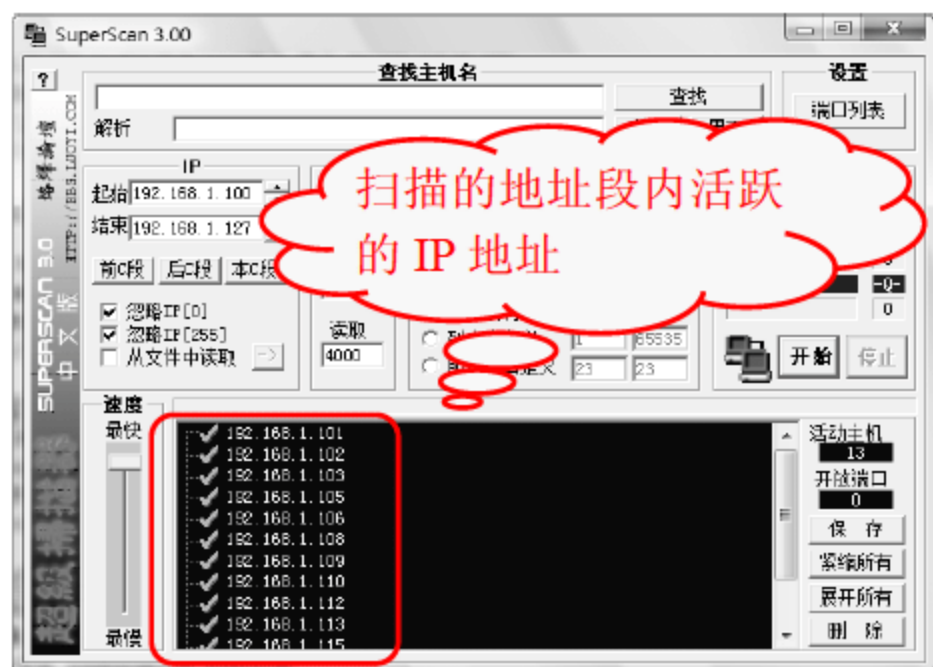 SuperScan 3.00
查找主机名
设置
查找
端口列表
解析
IP
起始 192.168.1.100
结束 192.168.1.127
前C段 后C段 本C段
忽略IP[0]
忽略IP[255]
从文件中读取 ->
读取
4000
扫描的地址段内活跃
的 IP 地址
1 65535
23 23
-0-
0
开始 停止
SUPERSCAN 3.0
中文版
速度
最快
最慢
192.168.1.101
192.168.1.102
192.168.1.103
192.168.1.105
192.168.1.106
192.168.1.108
192.168.1.109
192.168.1.110
192.168.1.112
192.168.1.113
192.168.1.115
活动主机
13
开放端口
0
保 存
紧缩所有
展开所有
删 除